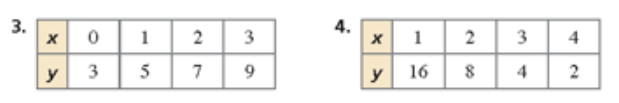 3. x 0 1 2 3
y 3 5 7 9
4. x 1 2 3 4
y 16 8 4 2